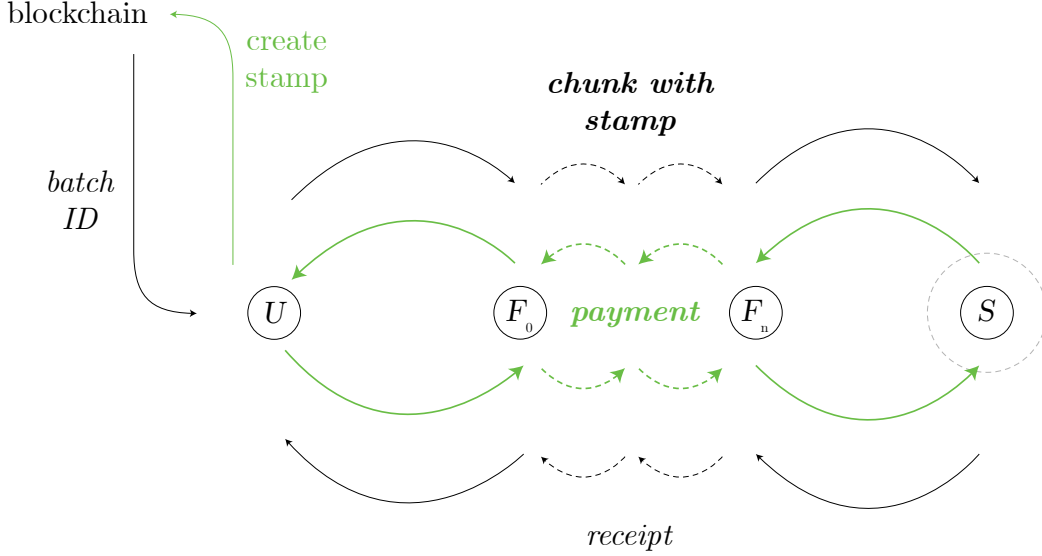 blockchain
create
stamp
chunk with
stamp
batch
ID
U
F0
payment
Fn
S
receipt